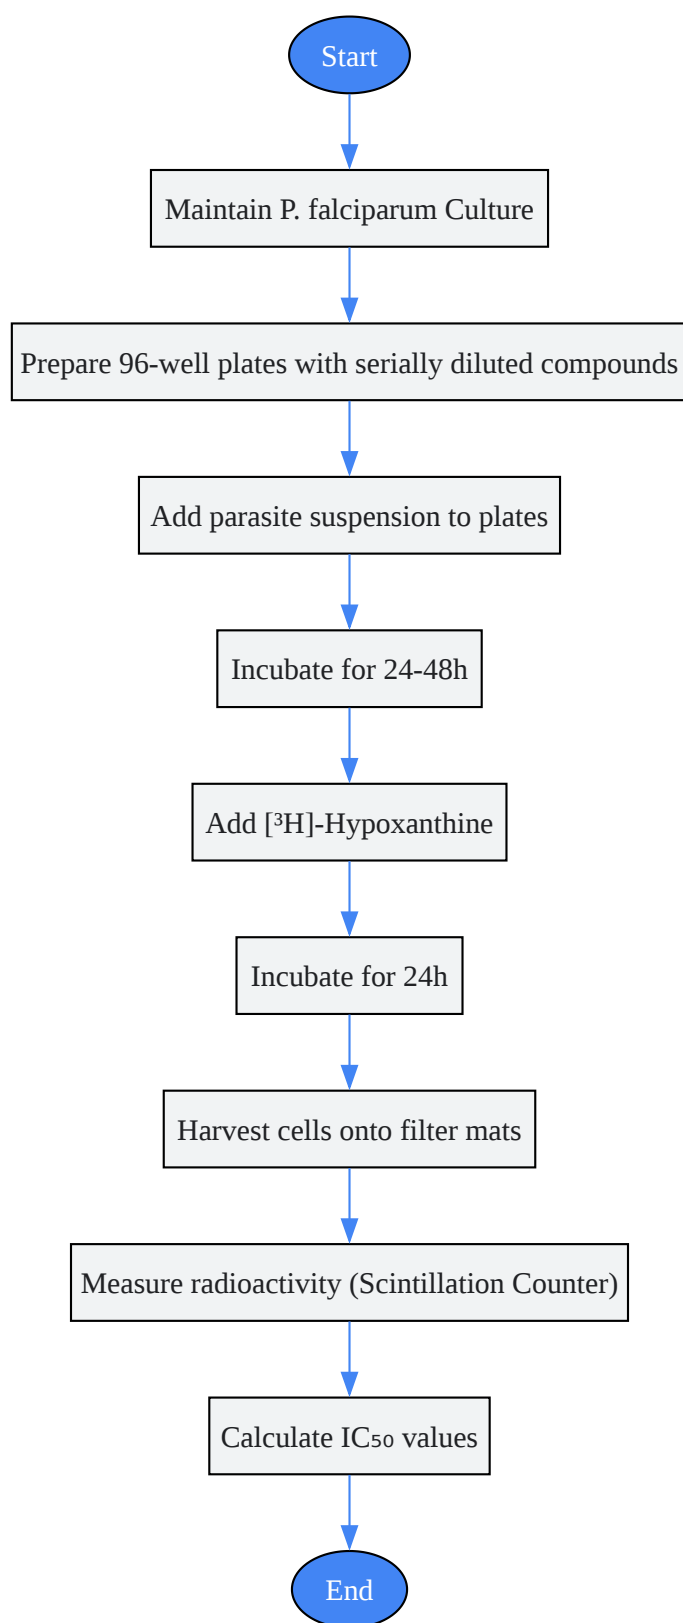 Start
Maintain P. falciparum Culture
Prepare 96-well plates with serially diluted compounds
Add parasite suspension to plates
Incubate for 24-48h
Add [³H]-Hypoxanthine
Incubate for 24h
Harvest cells onto filter mats
Measure radioactivity (Scintillation Counter)
Calculate IC₅₀ values
End